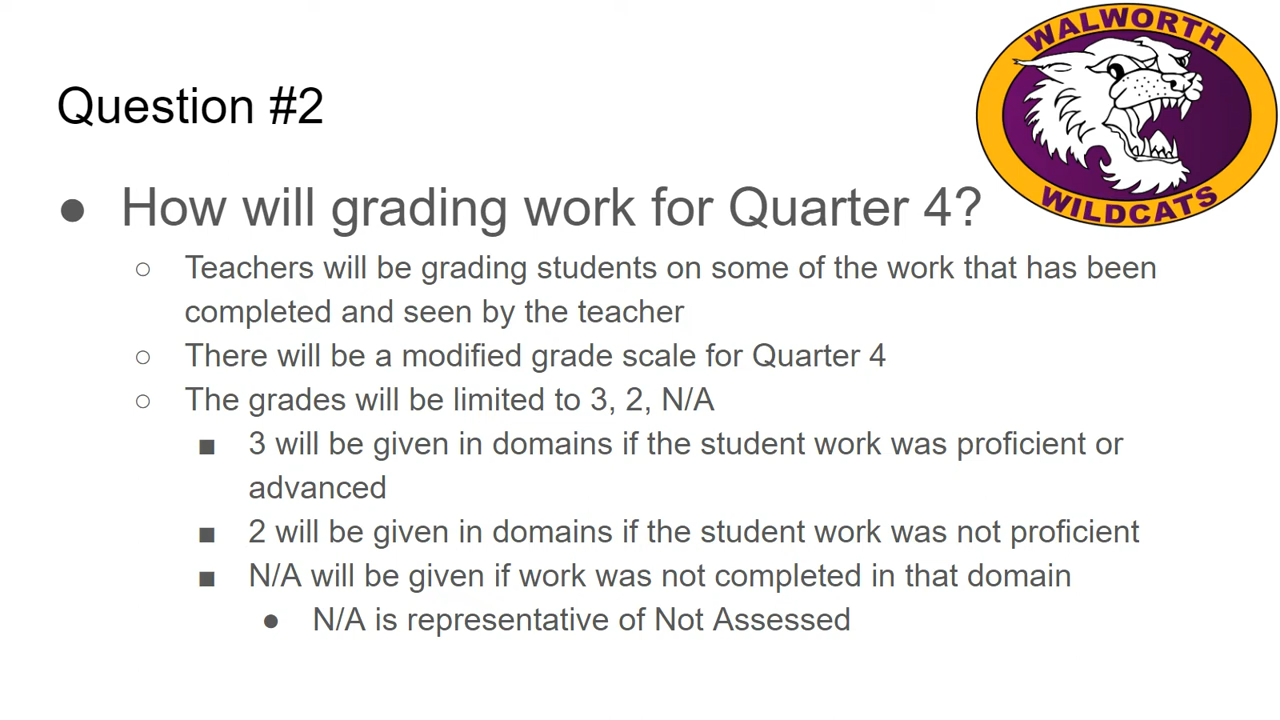 WALWORTH
WILDCATS
Question #2
● How will grading work for Quarter 4?
○ Teachers will be grading students on some of the work that has been
completed and seen by the teacher
○ There will be a modified grade scale for Quarter 4
○ The grades will be limited to 3, 2, N/A
■ 3 will be given in domains if the student work was proficient or
advanced
■ 2 will be given in domains if the student work was not proficient
■ N/A will be given if work was not completed in that domain
● N/A is representative of Not Assessed